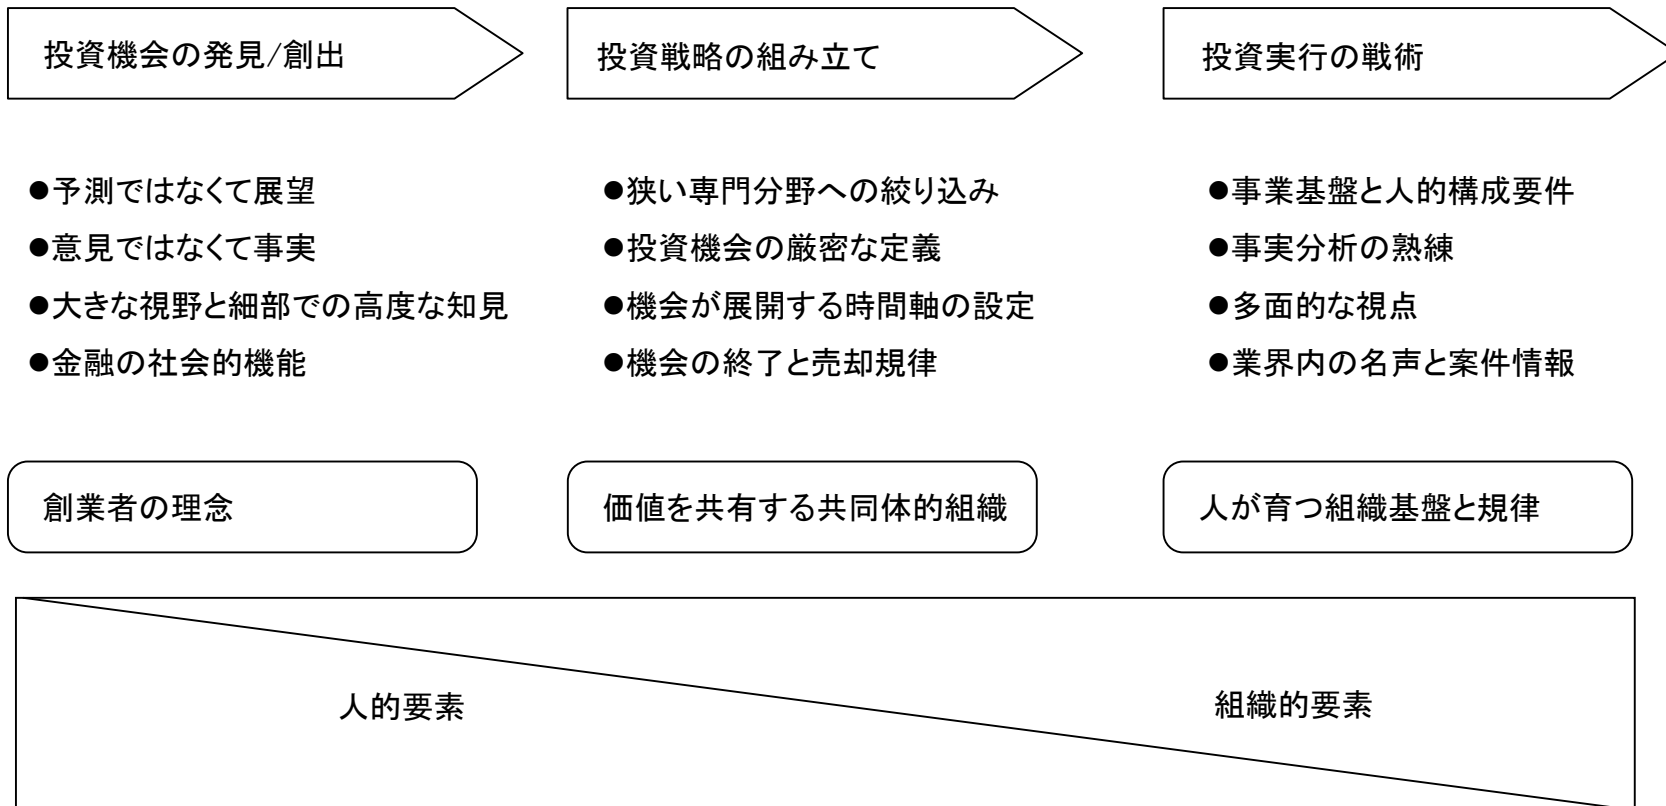 投資機会の発見/創出
投資戦略の組み立て
投資実行の戦術
●予測ではなくて展望
●意見ではなくて事実
●大きな視野と細部での高度な知見
●金融の社会的機能
●狭い専門分野への絞り込み
●投資機会の厳密な定義
●機会が展開する時間軸の設定
●機会の終了と売却規律
●事業基盤と人的構成要件
●事実分析の熟練
●多面的な視点
●業界内の名声と案件情報
創業者の理念
価値を共有する共同体的組織
人が育つ組織基盤と規律
人的要素
組織的要素